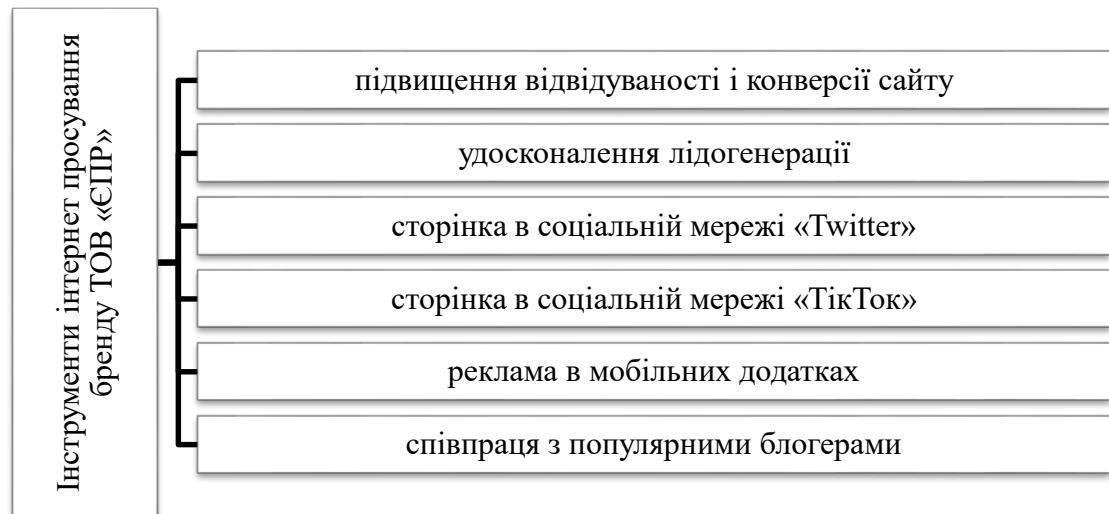 Інструменти інтернет просування
бренду ТОВ «ЄПР»
підвищення відвідуваності і конверсії сайту
удосконалення лідогенерації
сторінка в соціальній мережі «Twitter»
сторінка в соціальній мережі «ТікТок»
реклама в мобільних додатках
співпраця з популярними блогерами